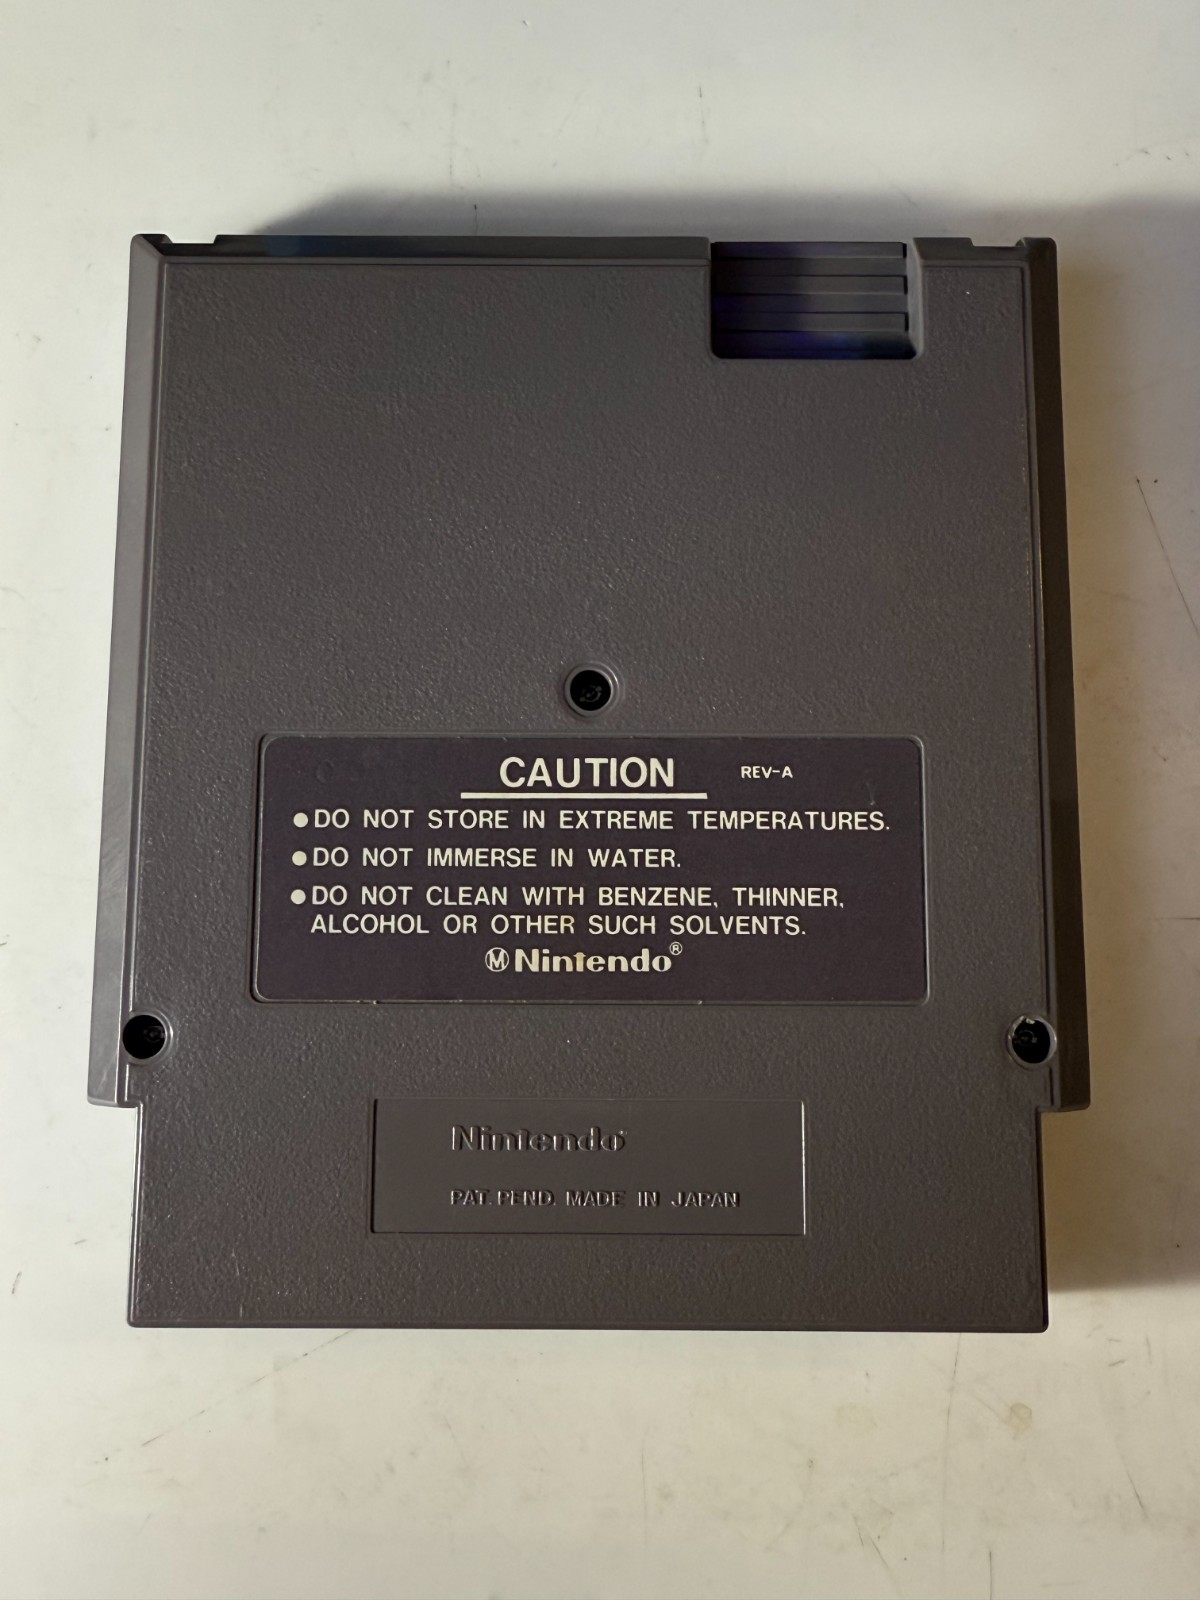 CAUTION REV-A
●DO NOT STORE IN EXTREME TEMPERATURES.
●DO NOT IMMERSE IN WATER.
●DO NOT CLEAN WITH BENZENE, THINNER,
ALCOHOL OR OTHER SUCH SOLVENTS.
Ⓜ Nintendo®
Nintendo
PAT. PEND. MADE IN JAPAN